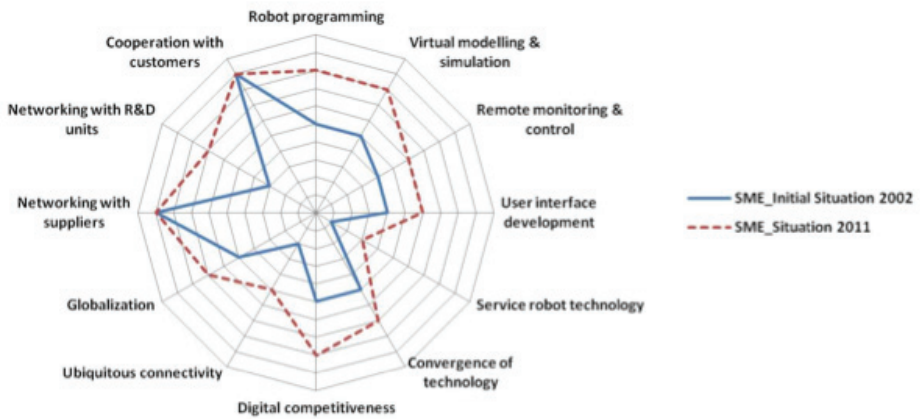 Robot programming
Cooperation with
customers
Virtual modelling &
simulation
Networking with R&D
units
Remote monitoring &
control
Networking with
suppliers
User interface
development
SME_Initial Situation 2002
SME_Situation 2011
Globalization
Service robot technology
Ubiquitous connectivity
Convergence of
technology
Digital competitiveness